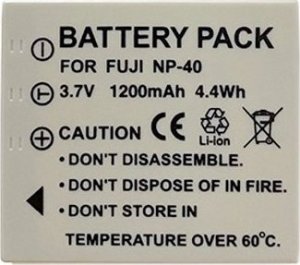 BATTERY PACK
FOR FUJI NP-40
3.7V 1200mAh 4.4Wh
CAUTION
Li-ion
• DON'T DISASSEMBLE.
• DON'T DISPOSE OF IN FIRE.
• DON'T STORE IN
TEMPERATURE OVER 60°C.